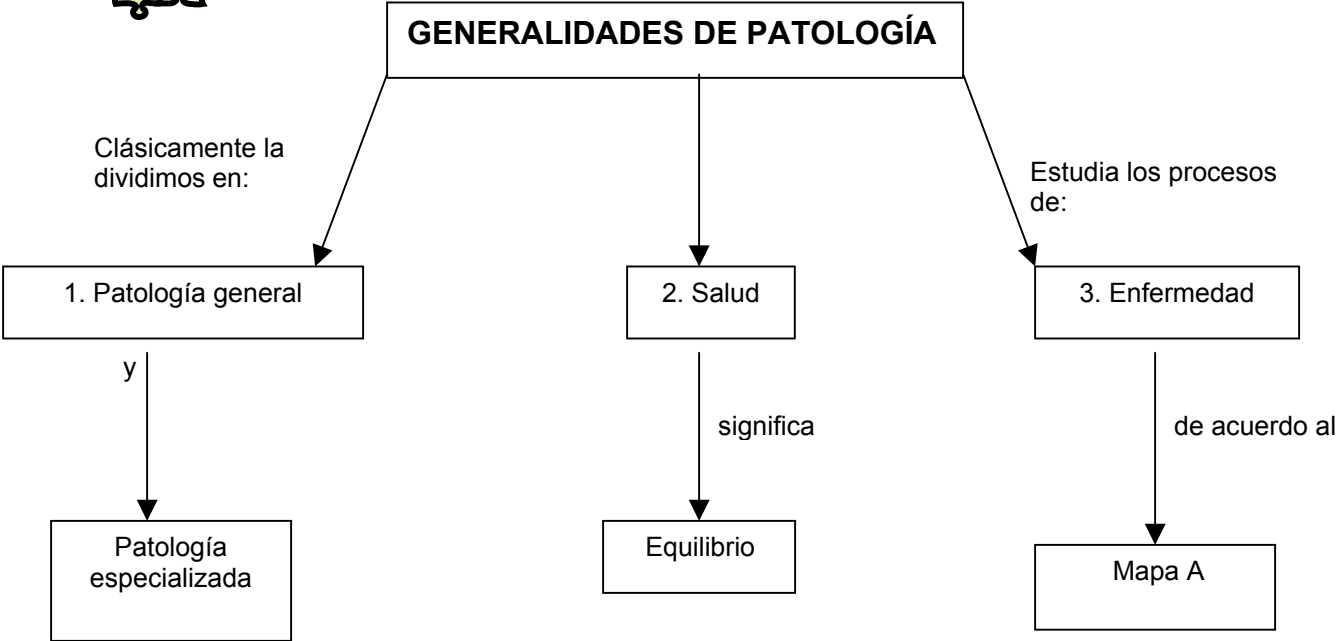 GENERALIDADES DE PATOLOGÍA
Clásicamente la
dividimos en:
Estudia los procesos
de:
1. Patología general
2. Salud
3. Enfermedad
y
significa
de acuerdo al
Patología
especializada
Equilibrio
Mapa A